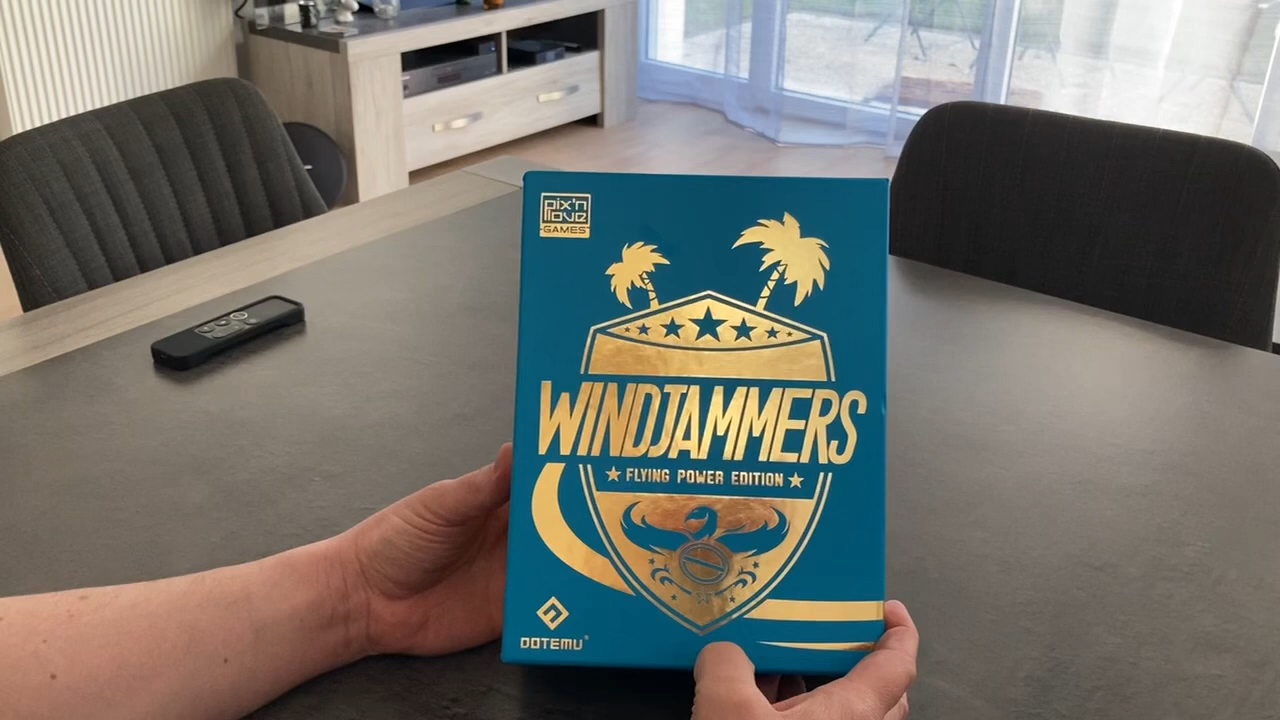 pix'n
love
GAMES
WINDJAMMERS
FLYING POWER EDITION
DOTEMU®